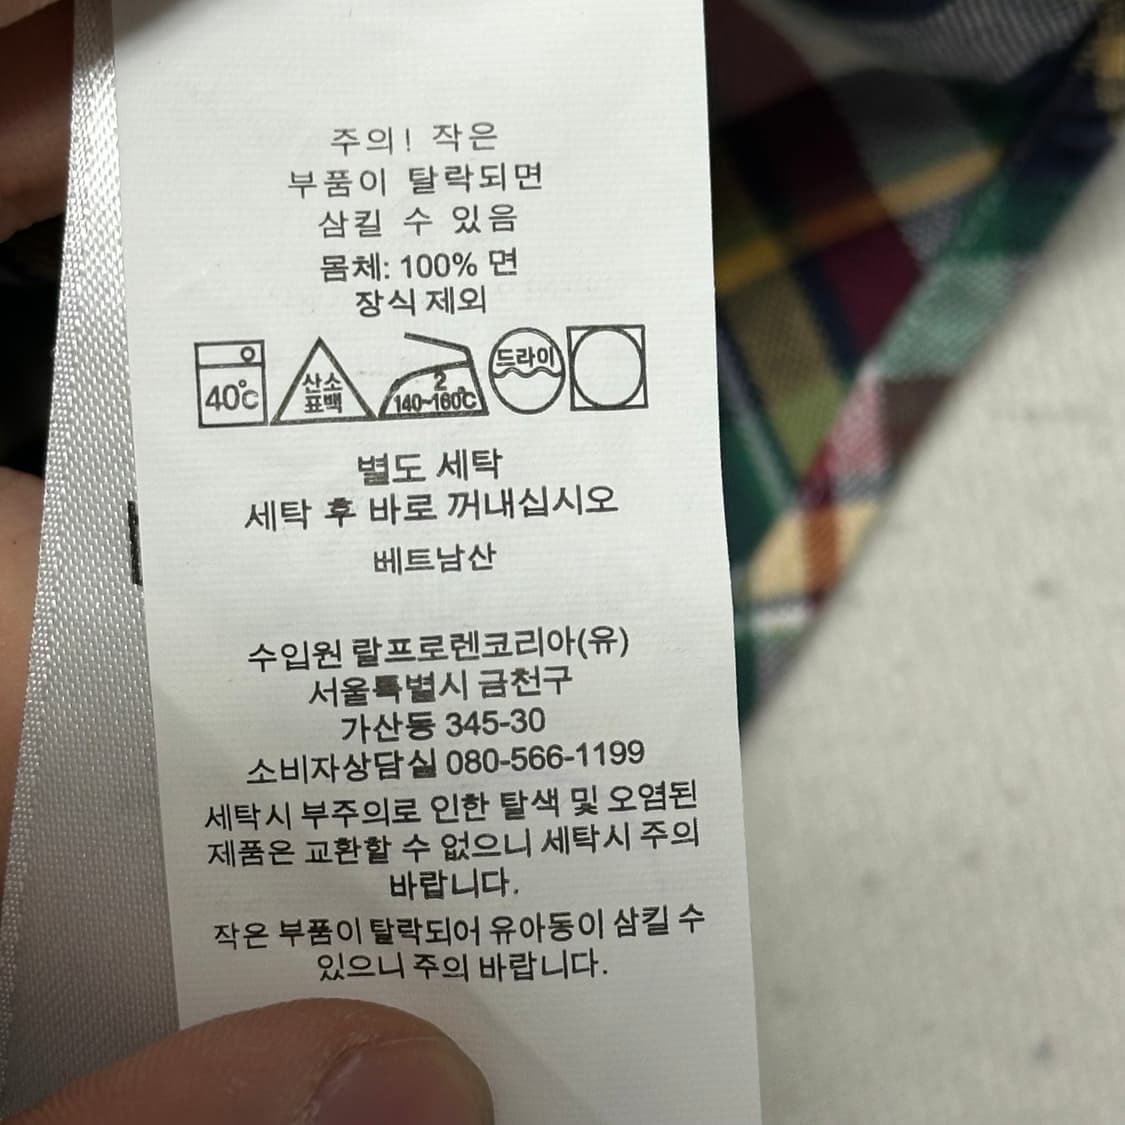 주의! 작은
부품이 탈락되면
삼킬 수 있음
몸체: 100% 면
장식 제외
40℃
산소
표백
2
140~160℃
드라이
별도 세탁
세탁 후 바로 꺼내십시오
베트남산
수입원 랄프로렌코리아(유)
서울특별시 금천구
가산동 345-30
소비자상담실 080-566-1199
세탁시 부주의로 인한 탈색 및 오염된
제품은 교환할 수 없으니 세탁시 주의
바랍니다.
작은 부품이 탈락되어 유아동이 삼킬 수
있으니 주의 바랍니다.